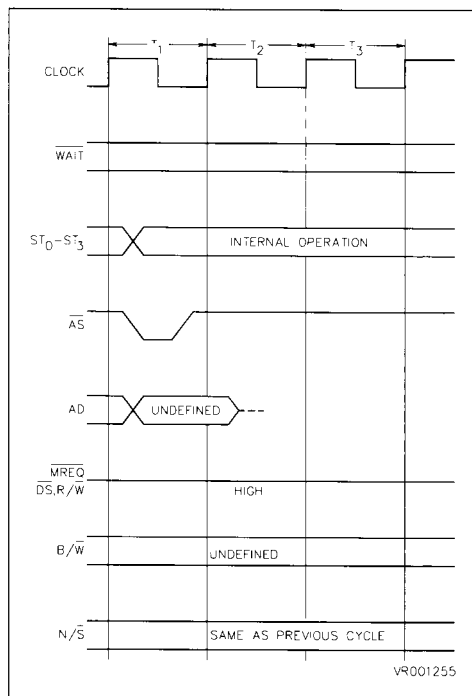 T1 T2 T3
CLOCK
WAIT
ST0-ST3 INTERNAL OPERATION
AS
AD UNDEFINED
MREQ
DS,R/W HIGH
B/W UNDEFINED
N/S SAME AS PREVIOUS CYCLE
VR001255